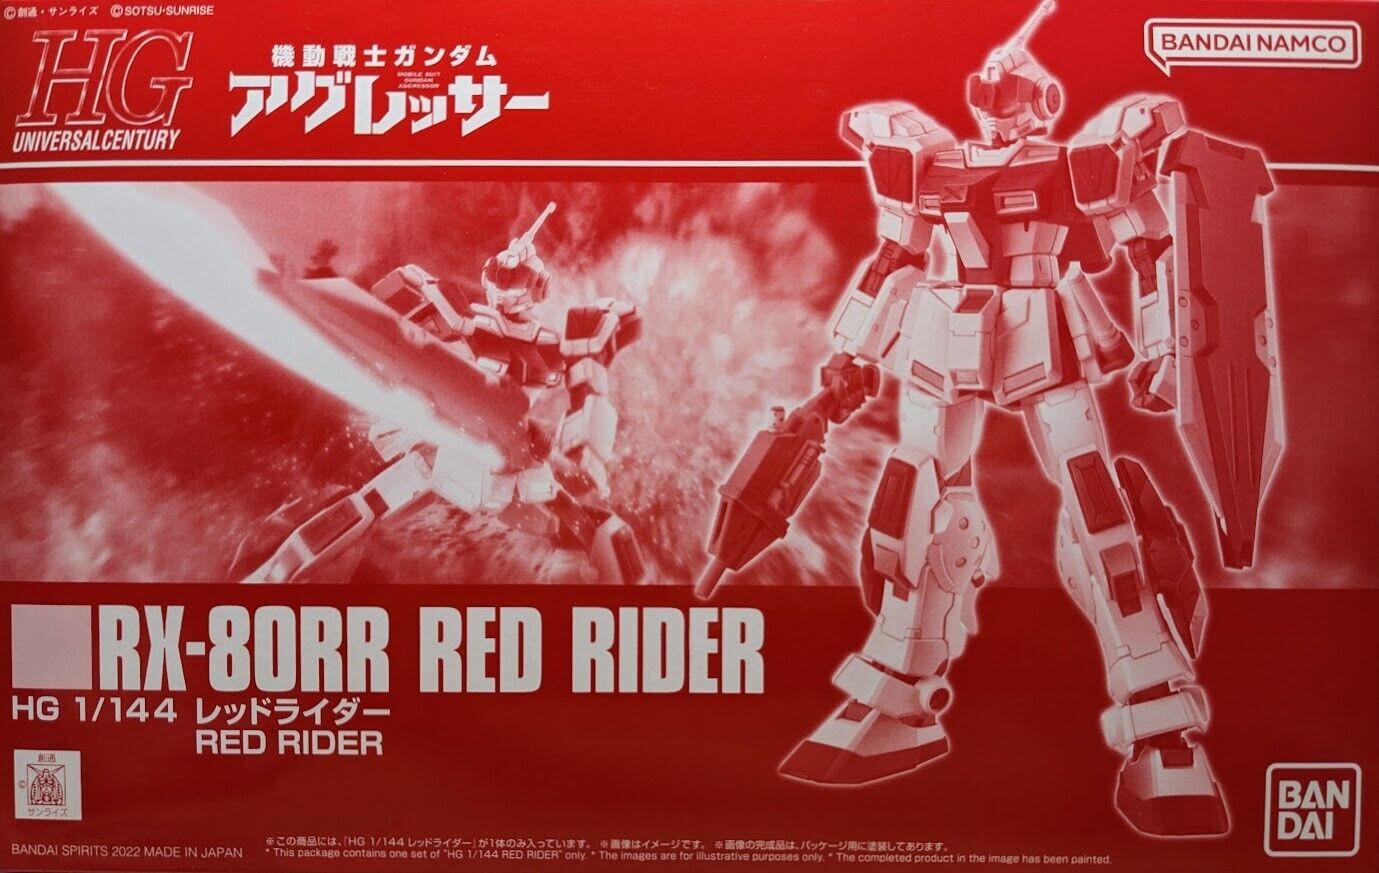 ©創通・サンライズ ©SOTSU・SUNRISE
HG
UNIVERSAL CENTURY
機動戦士ガンダム
アグレッサー
MOBILE SUIT
GUNDAM
AGGRESSOR
BANDAI NAMCO
RX-80RR RED RIDER
HG 1/144 レッドライダー
RED RIDER
©
創通
サンライズ
BANDAI SPIRITS 2022 MADE IN JAPAN
※この商品には、「HG 1/144 レッドライダー」が1体のみ入っています。 ※画像はイメージです。 ※画像の完成品は、パッケージ用に塗装してあります。
* This package contains one set of "HG 1/144 RED RIDER" only. * The images are for illustrative purposes only. * The completed product in the image has been painted.
BAN
DAI